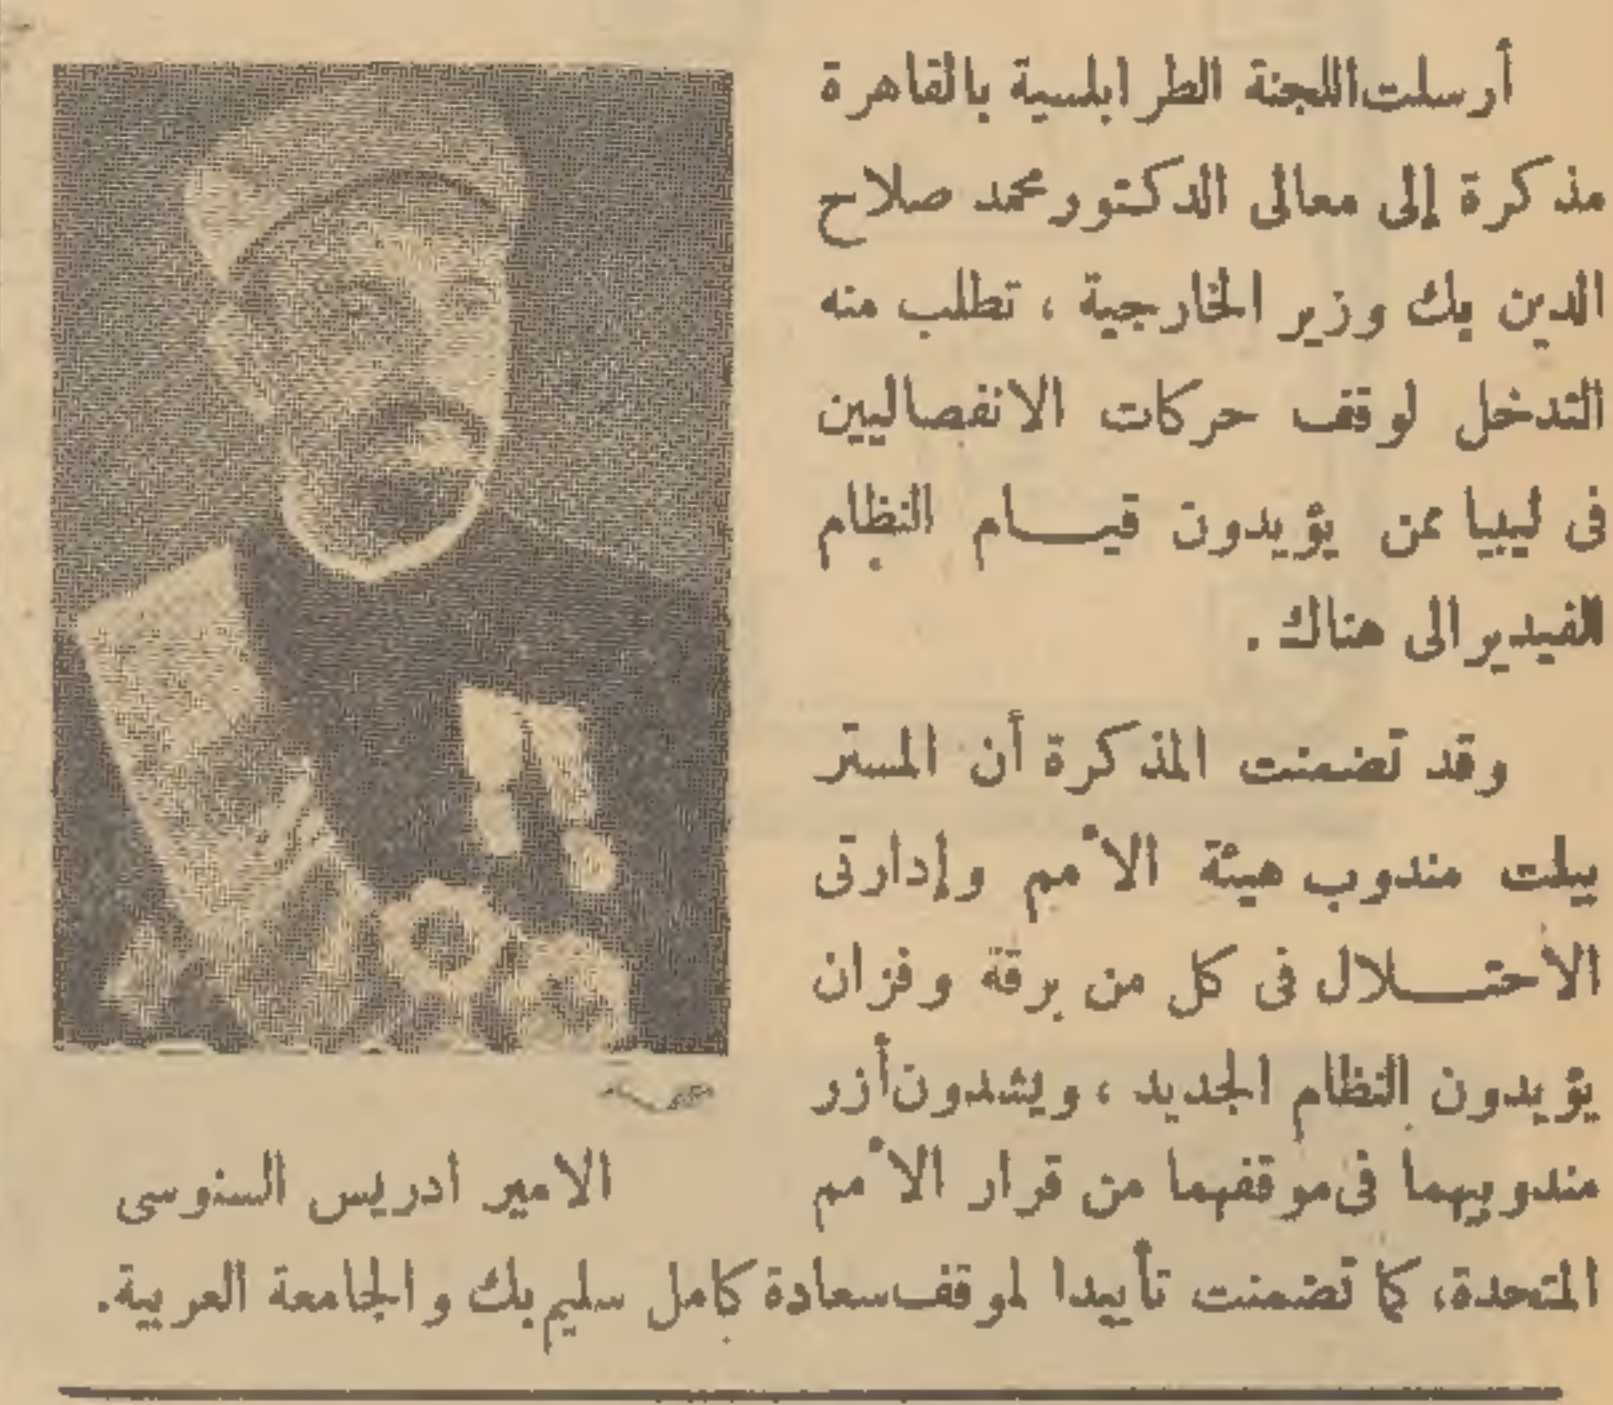 أرسلت اللجنة الطرابلسية بالقاهرة
مذكرة إلى معالى الدكتور محمد صلاح
الدين بك وزير الخارجية ، تطلب منه
التدخل لوقف حركات الانفصاليين
فى ليبيا ممن يؤيدون قيـــام النظام
الفيديرالى هناك .
وقد تضمنت المذكرة أن المستر
بيلت مندوب هيئة الأمم وإدارتى
الاحتـــلال فى كل من برقة وفزان
يؤيدون النظام الجديد ، ويشدون أزر
مندوبيهما فى موقفهما من قرار الأمم
المتحدة، كما تضمنت تأييدا لموقف سعادة كامل سليم بك والجامعة العربية.
الامير ادريس السنوسى